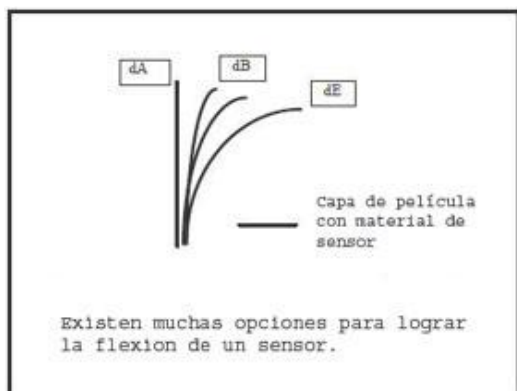 dA
dB
dE
Capa de película
con material de
sensor
Existen muchas opciones para lograr
la flexion de un sensor.